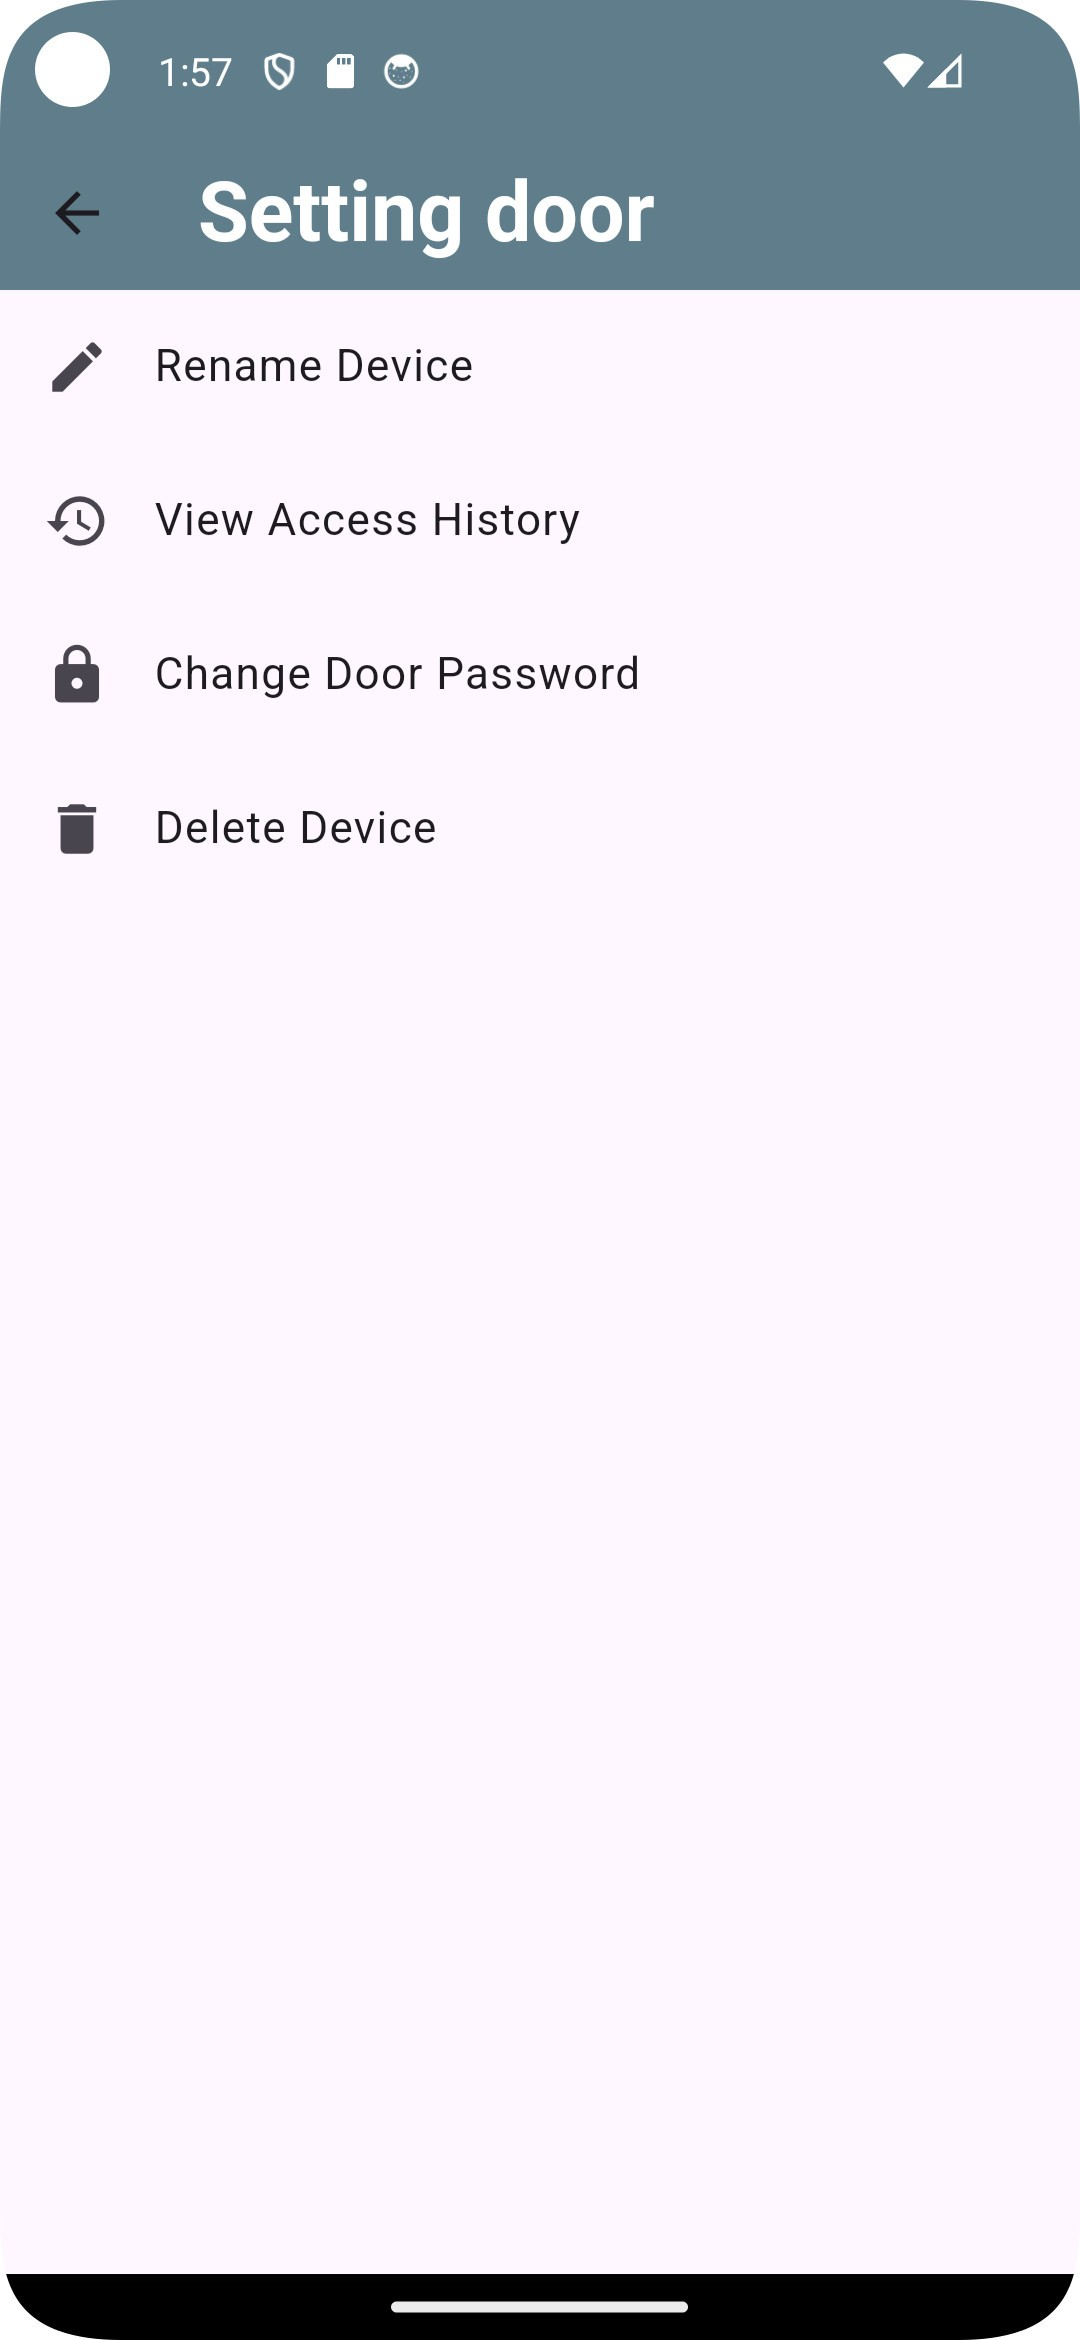 1:57
Setting door
Rename Device
View Access History
Change Door Password
Delete Device